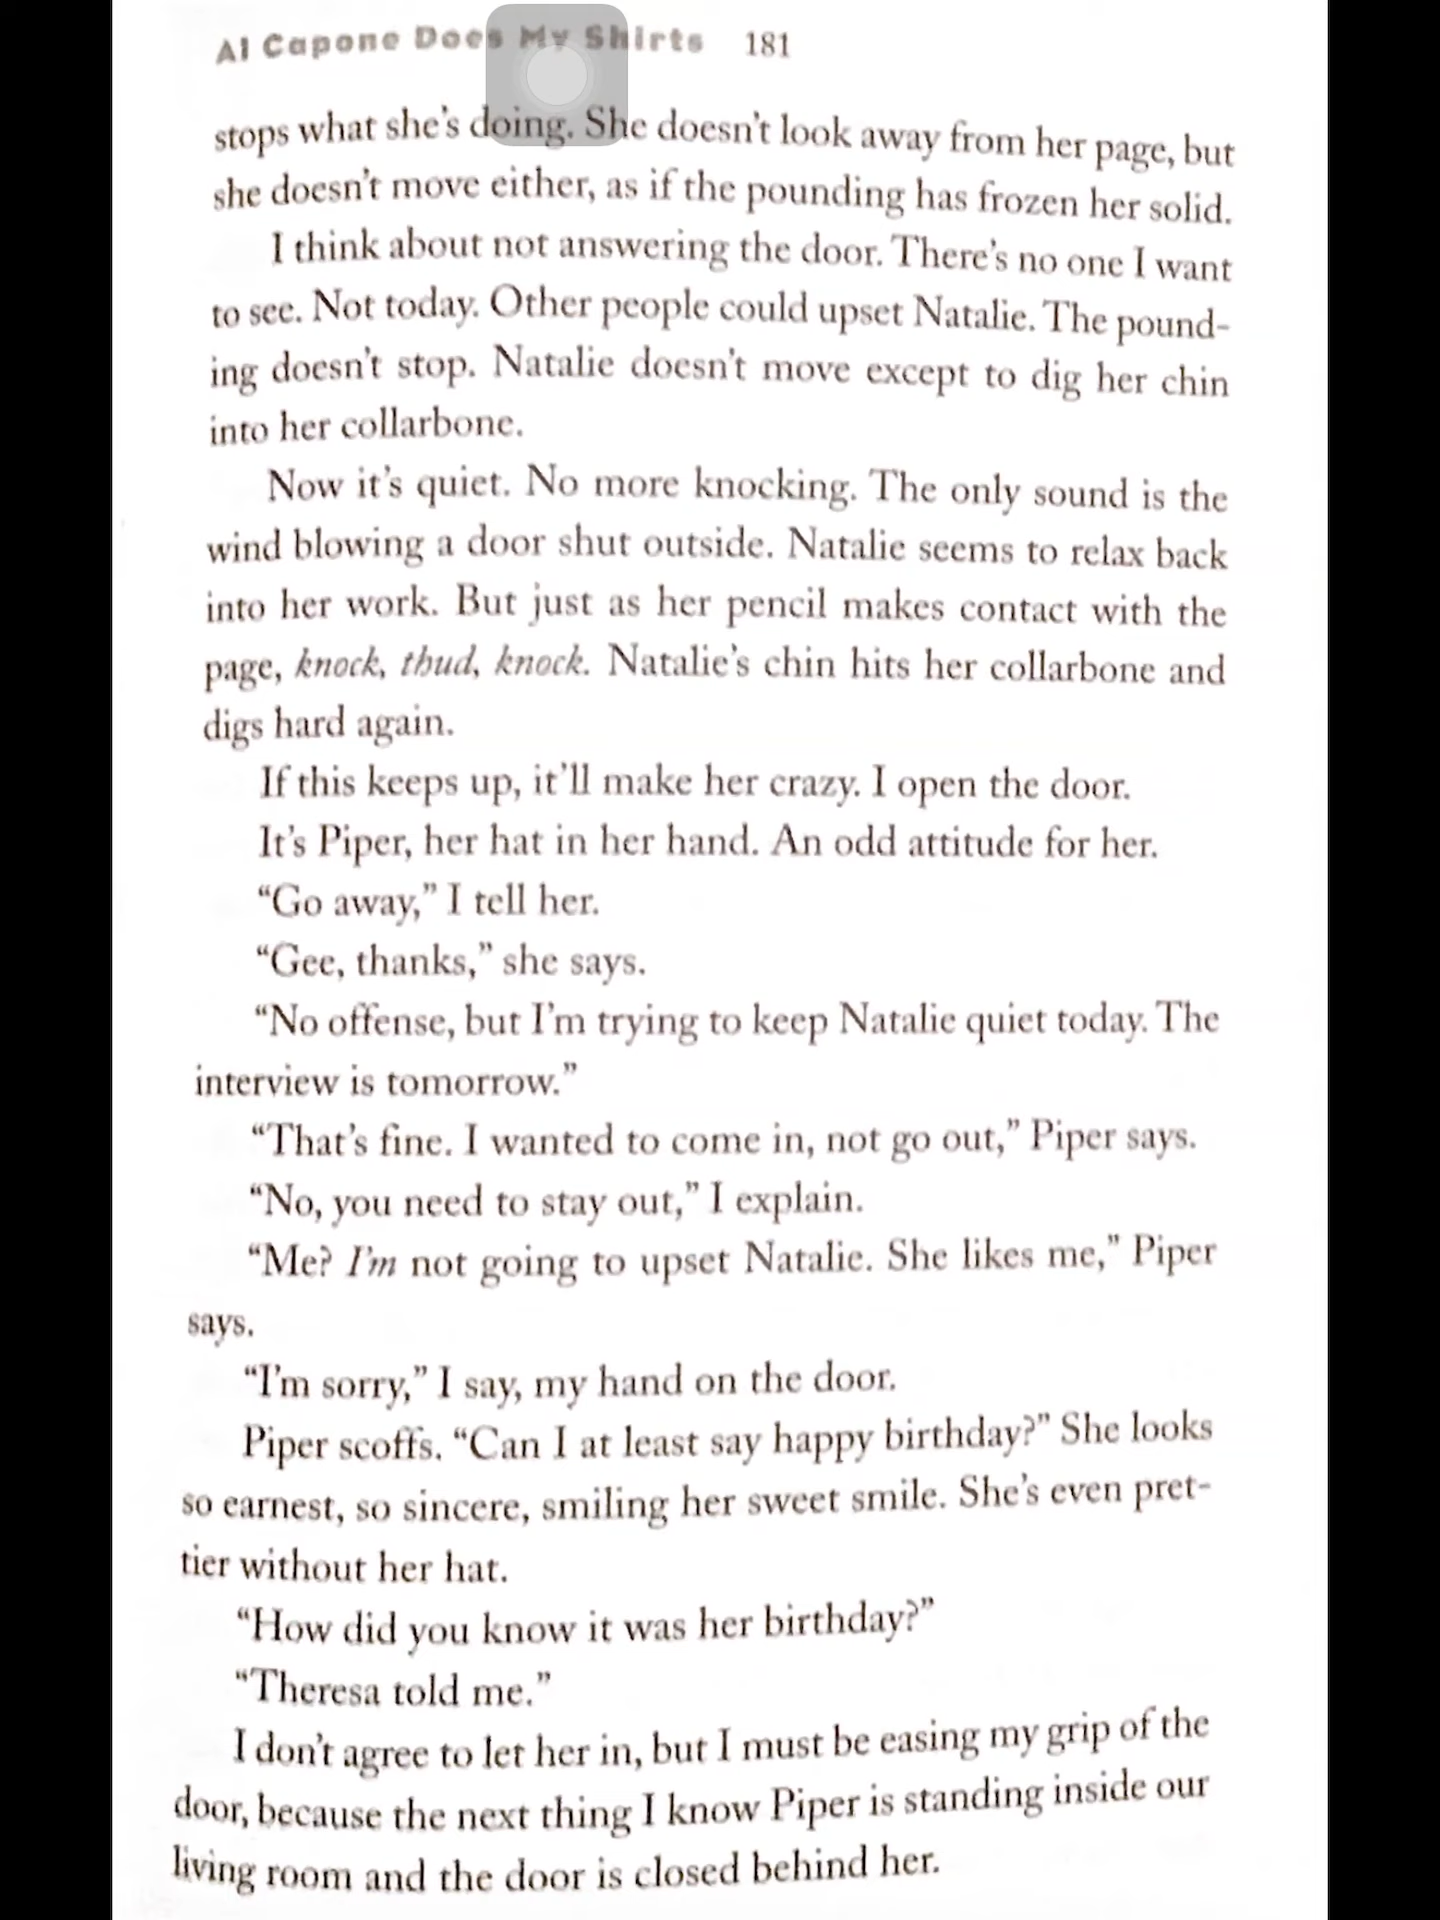 Al Capone Does My Shirts 181
stops what she's doing. She doesn't look away from her page, but
she doesn't move either, as if the pounding has frozen her solid.
I think about not answering the door. There's no one I want
to see. Not today. Other people could upset Natalie. The pound-
ing doesn't stop. Natalie doesn't move except to dig her chin
into her collarbone.
Now it's quiet. No more knocking. The only sound is the
wind blowing a door shut outside. Natalie seems to relax back
into her work. But just as her pencil makes contact with the
page, knock, thud, knock. Natalie's chin hits her collarbone and
digs hard again.
If this keeps up, it'll make her crazy. I open the door.
It's Piper, her hat in her hand. An odd attitude for her.
“Go away,” I tell her.
“Gee, thanks,” she says.
“No offense, but I'm trying to keep Natalie quiet today. The
interview is tomorrow.”
“That's fine. I wanted to come in, not go out,” Piper says.
“No, you need to stay out,” I explain.
“Me? I'm not going to upset Natalie. She likes me,” Piper
says.
“I'm sorry,” I say, my hand on the door.
Piper scoffs. “Can I at least say happy birthday?” She looks
so earnest, so sincere, smiling her sweet smile. She's even pret-
tier without her hat.
“How did you know it was her birthday?”
“Theresa told me.”
I don't agree to let her in, but I must be easing my grip of the
door, because the next thing I know Piper is standing inside our
living room and the door is closed behind her.